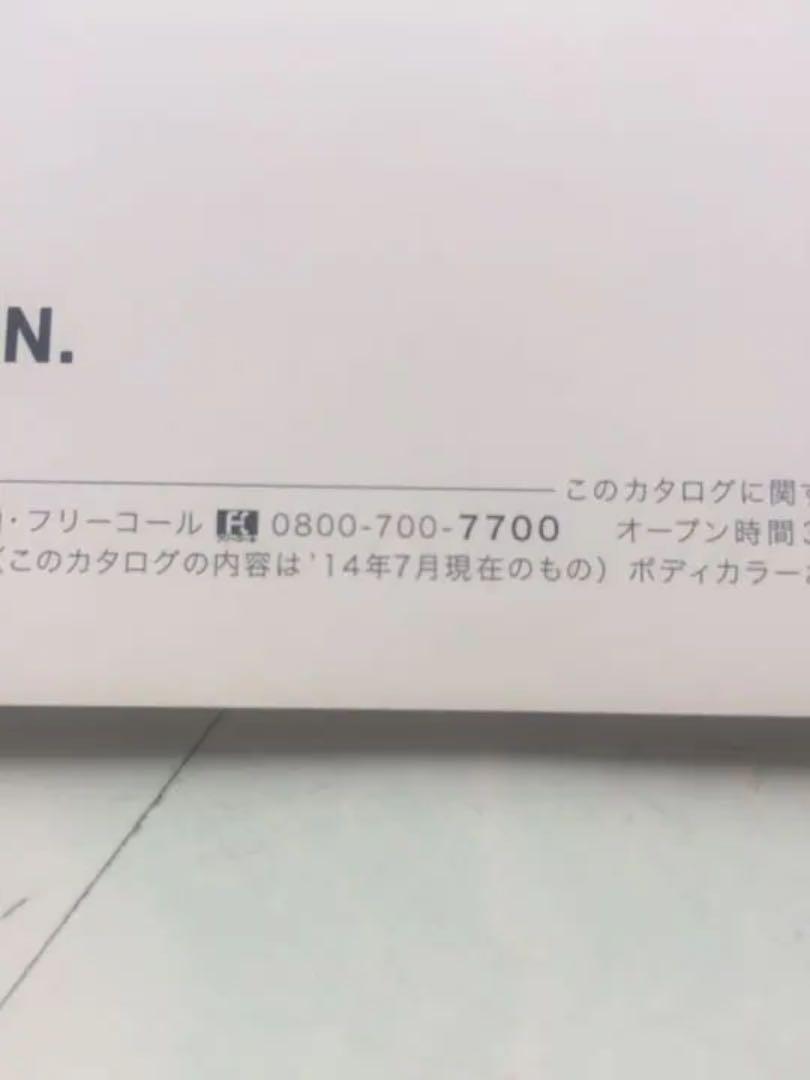 N.
このカタログに関す
・フリーコール FC 0800-700-7700 オープン時間
(このカタログの内容は'14年7月現在のもの) ボディカラー